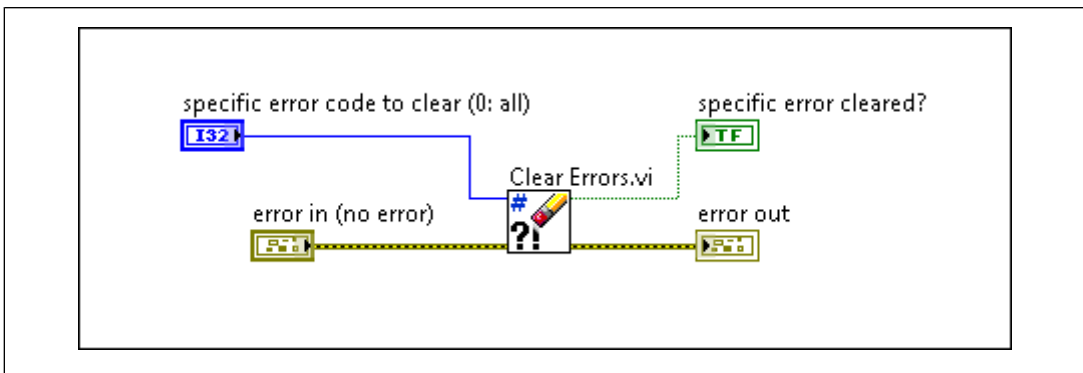 specific error code to clear (0: all)
specific error cleared?
I32
TF
Clear Errors.vi
#
?!
error in (no error)
error out